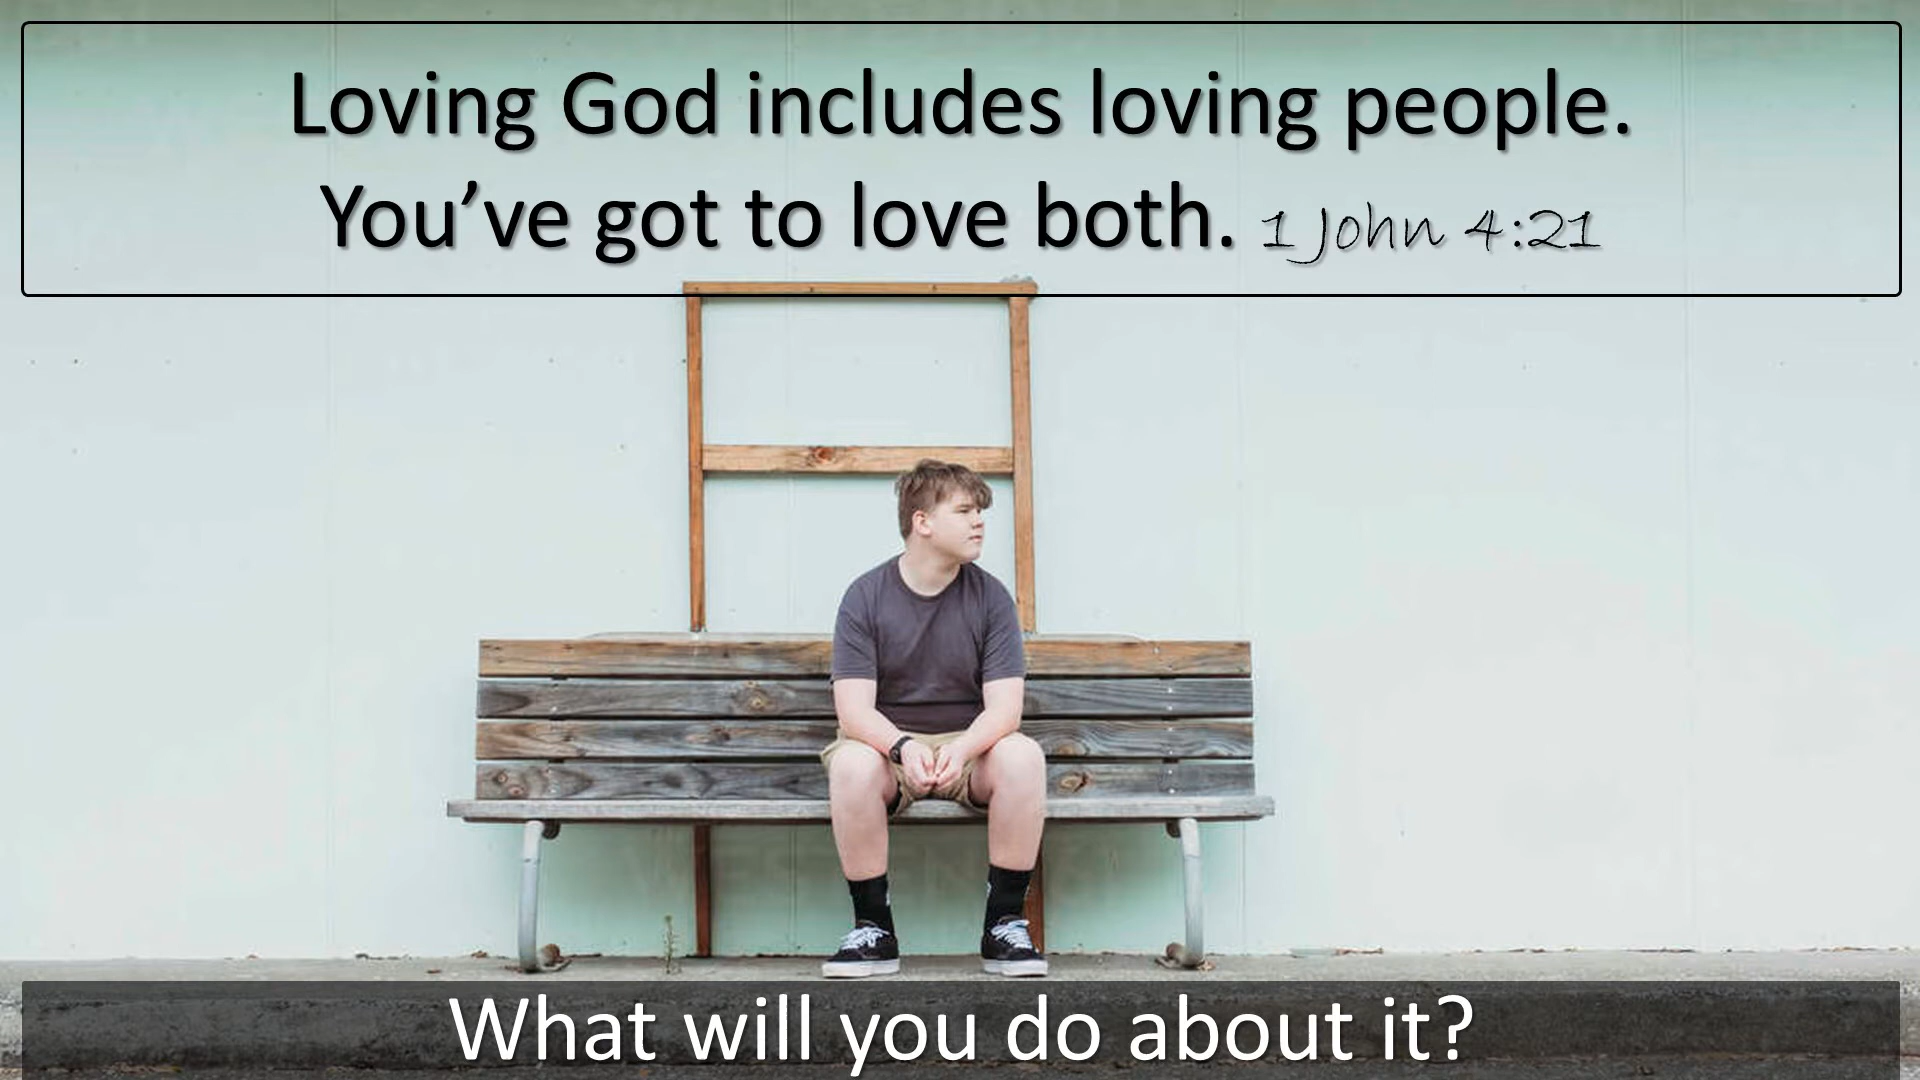 Loving God includes loving people.
You’ve got to love both. 1 John 4:21
What will you do about it?